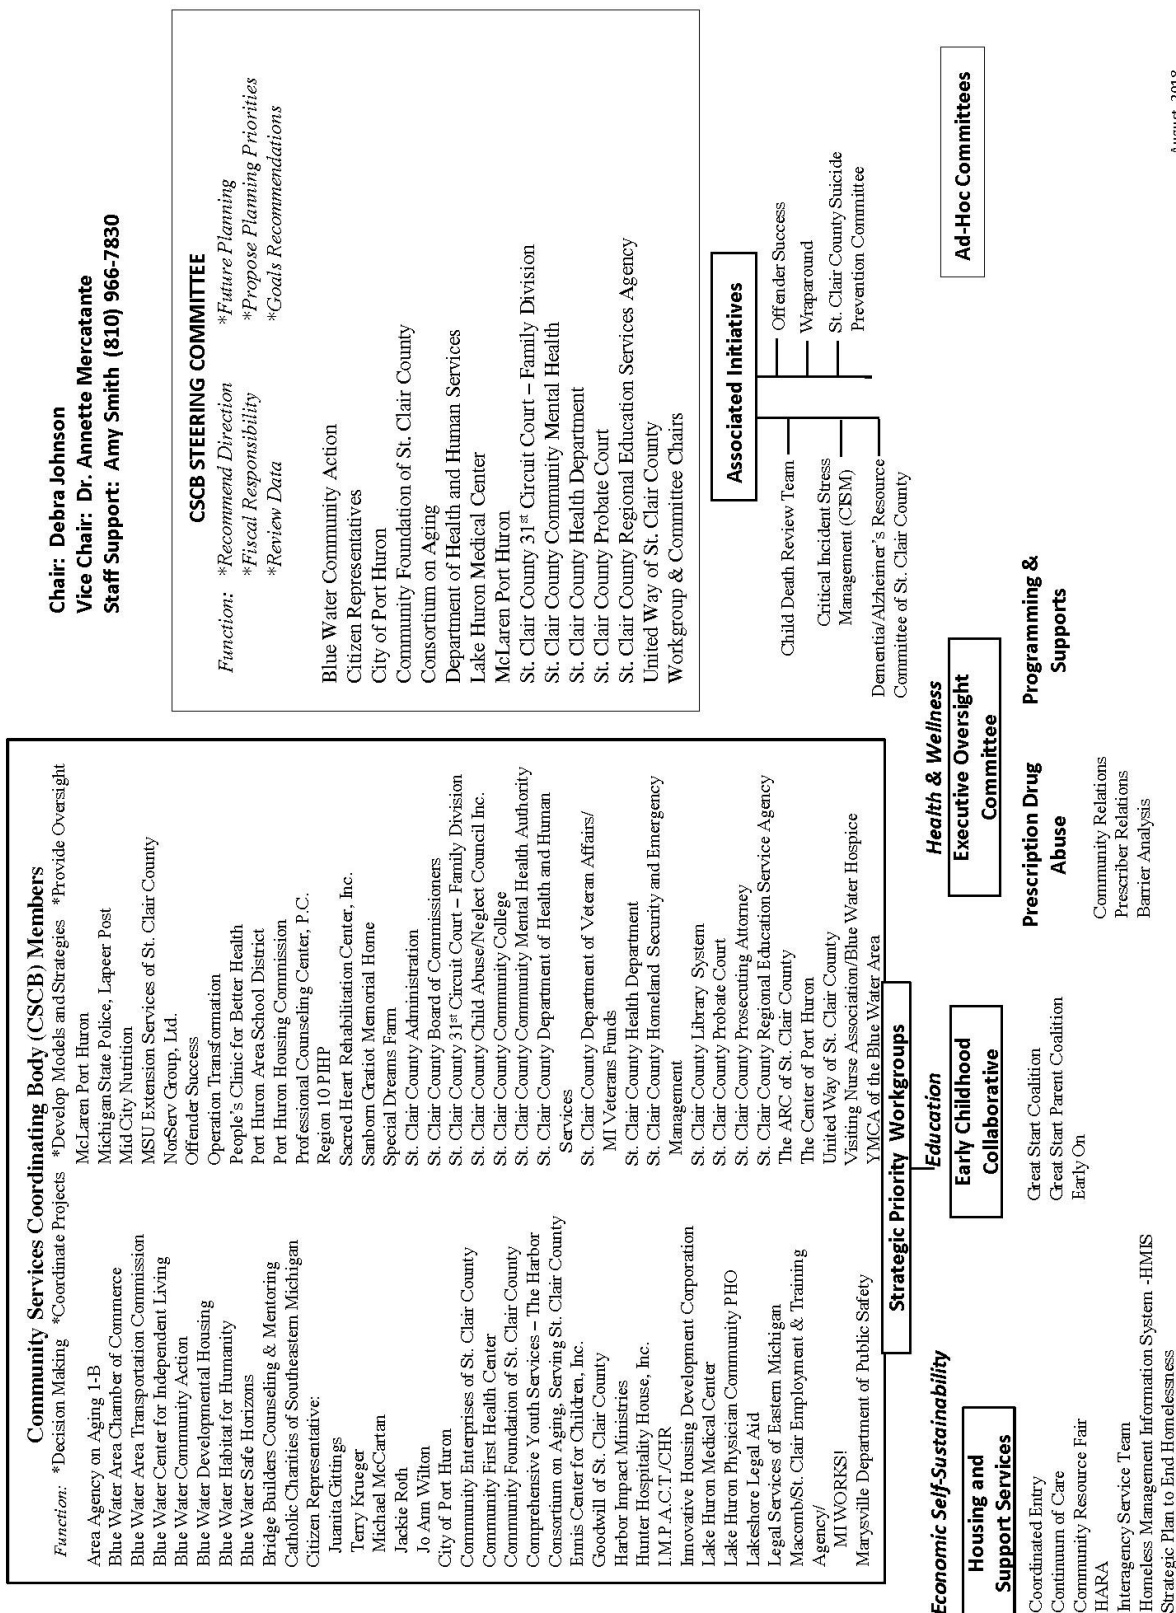 Chair: Debra Johnson
Vice Chair: Dr. Annette Mercatante
Staff Support: Amy Smith (810) 966-7830
Community Services Coordinating Body (CSCB) Members
Function: *Decision Making *Coordinate Projects *Develop Models and Strategies *Provide Oversight
Area Agency on Aging 1-B
Blue Water Area Chamber of Commerce
Blue Water Area Transportation Commission
Blue Water Center for Independent Living
Blue Water Community Action
Blue Water Developmental Housing
Blue Water Habitat for Humanity
Blue Water Safe Horizons
Bridge Builders Counseling & Mentoring
Catholic Charities of Southeastern Michigan
Citizen Representative:
Juanita Gittings
Terry Krueger
Michael McCartan
Jackie Roth
Jo Ann Wilton
City of Port Huron
Community Enterprises of St. Clair County
Community First Health Center
Community Foundation of St. Clair County
Comprehensive Youth Services – The Harbor
Consortium on Aging, Serving St. Clair County
Ennis Center for Children, Inc.
Goodwill of St. Clair County
Harbor Impact Ministries
Hunter Hospitality House, Inc.
I.M.P.A.C.T./CHR
Innovative Housing Development Corporation
Lake Huron Medical Center
Lake Huron Physician Community PHO
Lakeshore Legal Aid
Legal Services of Eastern Michigan
Macomb/St. Clair Employment & Training
Agency/
MI WORKS!
Marysville Department of Public Safety
McLaren Port Huron
Michigan State Police, Lapeer Post
Mid City Nutrition
MSU Extension Services of St. Clair County
NorServ Group, Ltd.
Offender Success
Operation Transformation
People's Clinic for Better Health
Port Huron Area School District
Port Huron Housing Commission
Professional Counseling Center, P.C.
Region 10 PIHP
Sacred Heart Rehabilitation Center, Inc.
Sanborn Gratiot Memorial Home
Special Dreams Farm
St. Clair County Administration
St. Clair County Board of Commissioners
St. Clair County 31st Circuit Court – Family Division
St. Clair County Child Abuse/Neglect Council Inc.
St. Clair County Community College
St. Clair County Community Mental Health Authority
St. Clair County Department of Health and Human
Services
St. Clair County Department of Veteran Affairs/
MI Veterans Funds
St. Clair County Health Department
St. Clair County Homeland Security and Emergency
Management
St. Clair County Library System
St. Clair County Probate Court
St. Clair County Prosecuting Attorney
St. Clair County Regional Education Service Agency
The ARC of St. Clair County
The Center of Port Huron
United Way of St. Clair County
Visiting Nurse Association/Blue Water Hospice
YMCA of the Blue Water Area
CSCB STEERING COMMITTEE
Function: *Recommend Direction *Future Planning
*Fiscal Responsibility *Propose Planning Priorities
*Review Data *Goals Recommendations
Blue Water Community Action
Citizen Representatives
City of Port Huron
Community Foundation of St. Clair County
Consortium on Aging
Department of Health and Human Services
Lake Huron Medical Center
McLaren Port Huron
St. Clair County 31st Circuit Court – Family Division
St. Clair County Community Mental Health
St. Clair County Health Department
St. Clair County Probate Court
St. Clair County Regional Education Services Agency
United Way of St. Clair County
Workgroup & Committee Chairs
Associated Initiatives
Child Death Review Team
Critical Incident Stress
Management (CISM)
Dementia/Alzheimer's Resource
Committee of St. Clair County
Offender Success
Wraparound
St. Clair County Suicide
Prevention Committee
Strategic Priority Workgroups
Economic Self-Sustainability
Housing and
Support Services
Coordinated Entry
Continuum of Care
Community Resource Fair
HARA
Interagency Service Team
Homeless Management Information System -HMIS
Strategic Plan to End Homelessness
Education
Early Childhood
Collaborative
Great Start Coalition
Great Start Parent Coalition
Early On
Health & Wellness
Executive Oversight
Committee
Prescription Drug
Abuse
Community Relations
Prescriber Relations
Barrier Analysis
Programming &
Supports
Ad-Hoc Committees
August, 2018